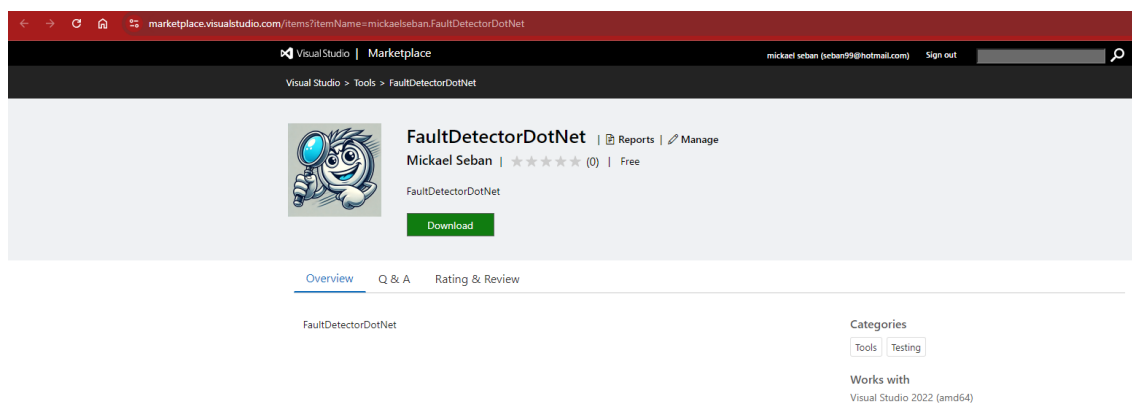 marketplace.visualstudio.com/items?itemName=mickaelseban.FaultDetectorDotNet
Visual Studio | Marketplace
mickael seban (seban99@hotmail.com) Sign out
Visual Studio > Tools > FaultDetectorDotNet
FaultDetectorDotNet | Reports | Manage
Mickael Seban | (0) | Free
FaultDetectorDotNet
Download
Overview Q & A Rating & Review
FaultDetectorDotNet
Categories
Tools Testing
Works with
Visual Studio 2022 (amd64)